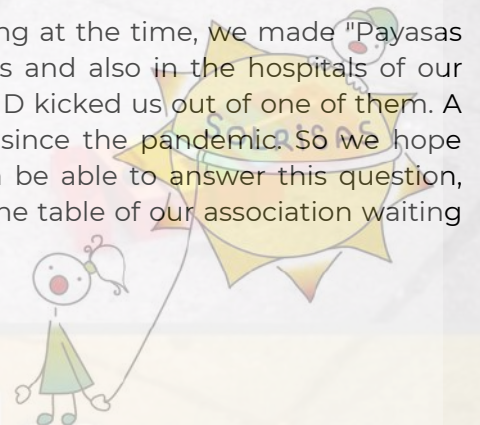 ng at the time, we made "Payasas
s and also in the hospitals of our
D kicked us out of one of them. A
since the pandemic. So we hope
be able to answer this question,
ne table of our association waiting
SONRISAS